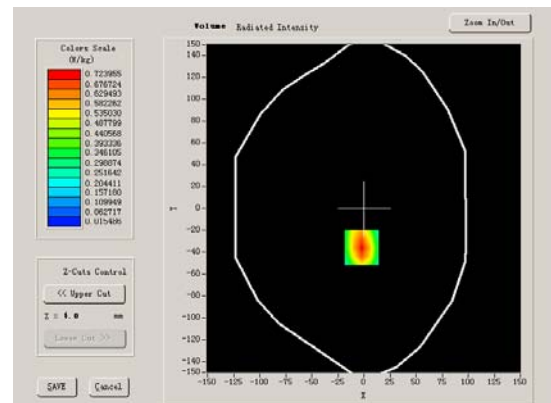 Volume Radiated Intensity
Zoom In/Out
Colors Scale
(W/kg)
0.723955
0.676724
0.629493
0.582262
0.535030
0.487799
0.440568
0.393336
0.346105
0.298874
0.251642
0.204411
0.157180
0.109949
0.062717
0.015486
Z-Cuts Control
<< Upper Cut
Z = 4.0 mm
Lower Cut >>
SAVE
Cancel
150
140
120
100
80
60
40
20
0
-20
-40
-60
-80
-100
-120
-140
-150
Y
-150 -125 -100 -75 -50 -25 0 25 50 75 100 125 150
X